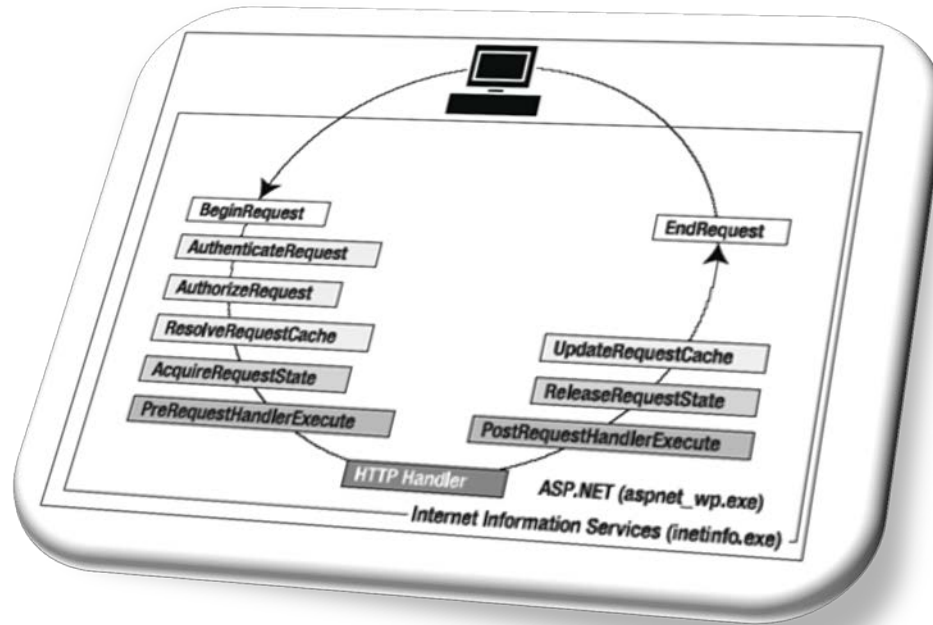 BeginRequest
AuthenticateRequest
AuthorizeRequest
ResolveRequestCache
AcquireRequestState
PreRequestHandlerExecute
HTTP Handler
PostRequestHandlerExecute
ReleaseRequestState
UpdateRequestCache
EndRequest
ASP.NET (aspnet_wp.exe)
Internet Information Services (inetinfo.exe)